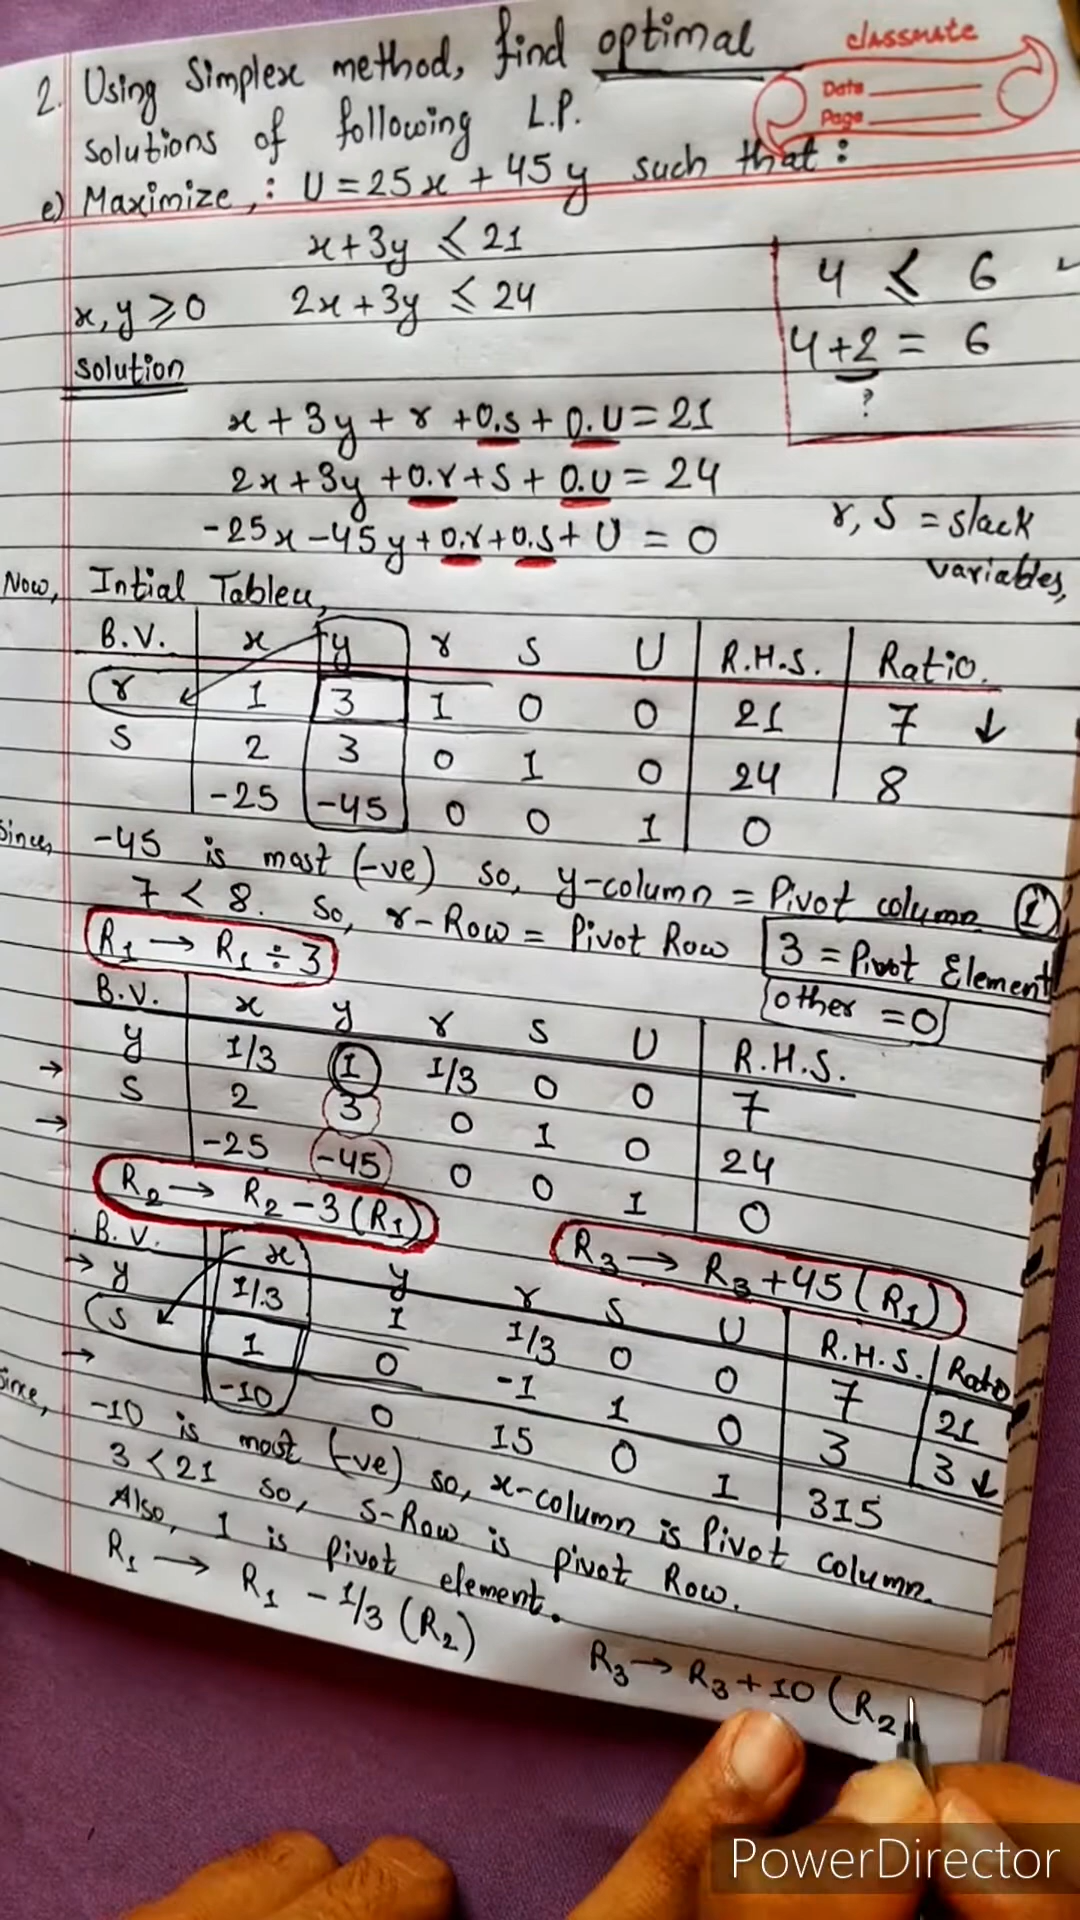 classmate
Date
Page
2. Using Simplex method, find optimal
solutions of following L.P.
e) Maximize, : U = 25x + 45y such that :
x + 3y ≤ 21
x, y ≥ 0 2x + 3y ≤ 24
4 ≤ 6
4 + 2 = 6
?
Solution
x + 3y + r + 0.s + 0.U = 21
2x + 3y + 0.r + s + 0.U = 24
-25x - 45y + 0.r + 0.s + U = 0
r, s = slack
variables,
Now, Intial Tableu,
B.V. x y r s U R.H.S. Ratio.
r 1 3 1 0 0 21 7 ↓
s 2 3 0 1 0 24 8
-25 -45 0 0 1 0
Since, -45 is most (-ve) so, y-column = Pivot column ①
7 < 8. So, r-Row = Pivot Row 3 = Pivot Element
R₁ → R₁ ÷ 3 other = 0
B.V. x y r s U R.H.S.
y 1/3 1 1/3 0 0 7
→ s 2 3 0 1 0 24
→ -25 -45 0 0 1 0
R₂ → R₂ - 3(R₁) R₃ → R₃ + 45(R₁)
B.V. x y r s U R.H.S. Ratio
→ y 1/3 1 1/3 0 0 7 21
s 1 0 -1 1 0 3 3 ↓
→ -10 0 15 0 1 315
Since, -10 is most (-ve) so, x-column is Pivot column.
3 < 21 so, s-Row is pivot Row.
Also, 1 is pivot element.
R₁ → R₁ - 1/3 (R₂) R₃ → R₃ + 10 (R₂
PowerDirector